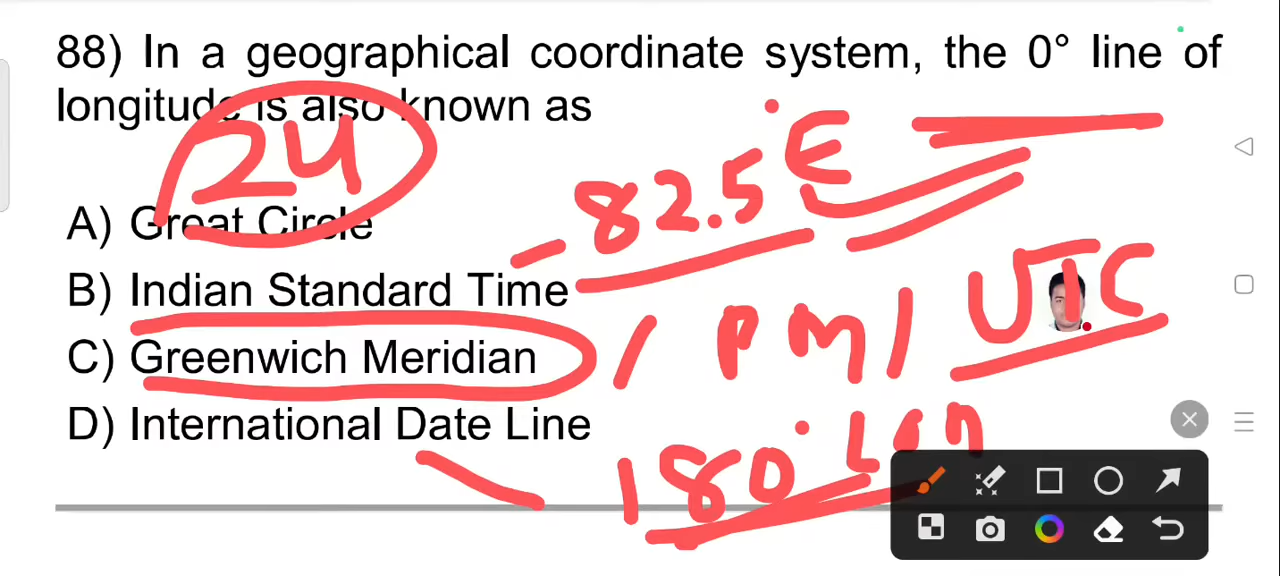 88) In a geographical coordinate system, the 0° line of
longitude is also known as
24
82.5°E
A) Great Circle
B) Indian Standard Time
C) Greenwich Meridian
/ PM / UTC
D) International Date Line
180° Lon